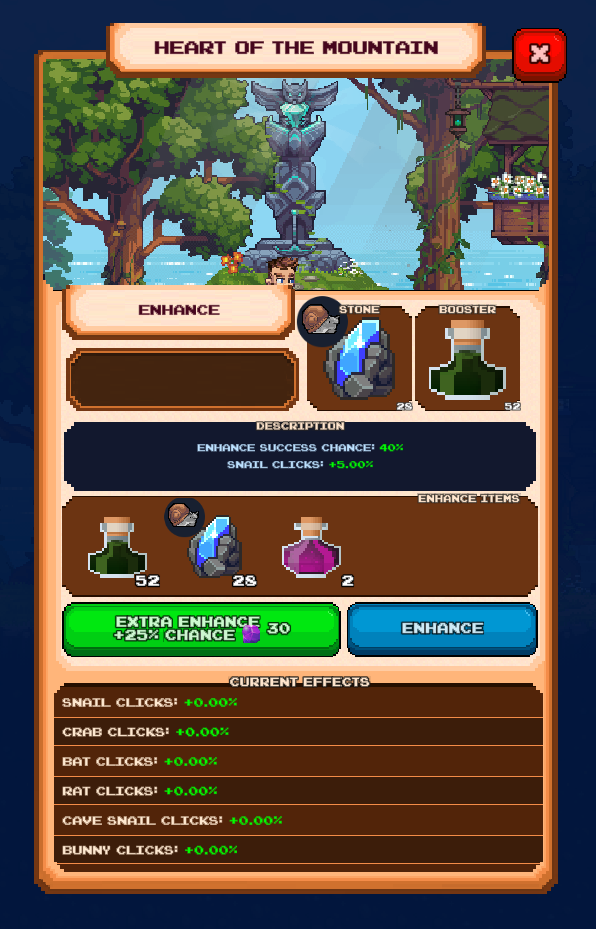 HEART OF THE MOUNTAIN
ENHANCE
STONE
28
BOOSTER
52
DESCRIPTION
ENHANCE SUCCESS CHANCE: 40%
SNAIL CLICKS: +5.00%
ENHANCE ITEMS
52
28
2
EXTRA ENHANCE
+25% CHANCE 30
ENHANCE
CURRENT EFFECTS
SNAIL CLICKS: +0.00%
CRAB CLICKS: +0.00%
BAT CLICKS: +0.00%
RAT CLICKS: +0.00%
CAVE SNAIL CLICKS: +0.00%
BUNNY CLICKS: +0.00%